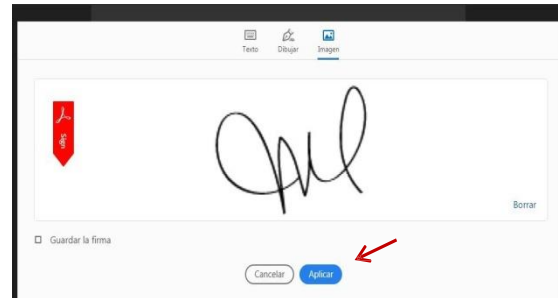 Texto Dibujar Imagen
Sign
Borrar
Guardar la firma
Cancelar Aplicar